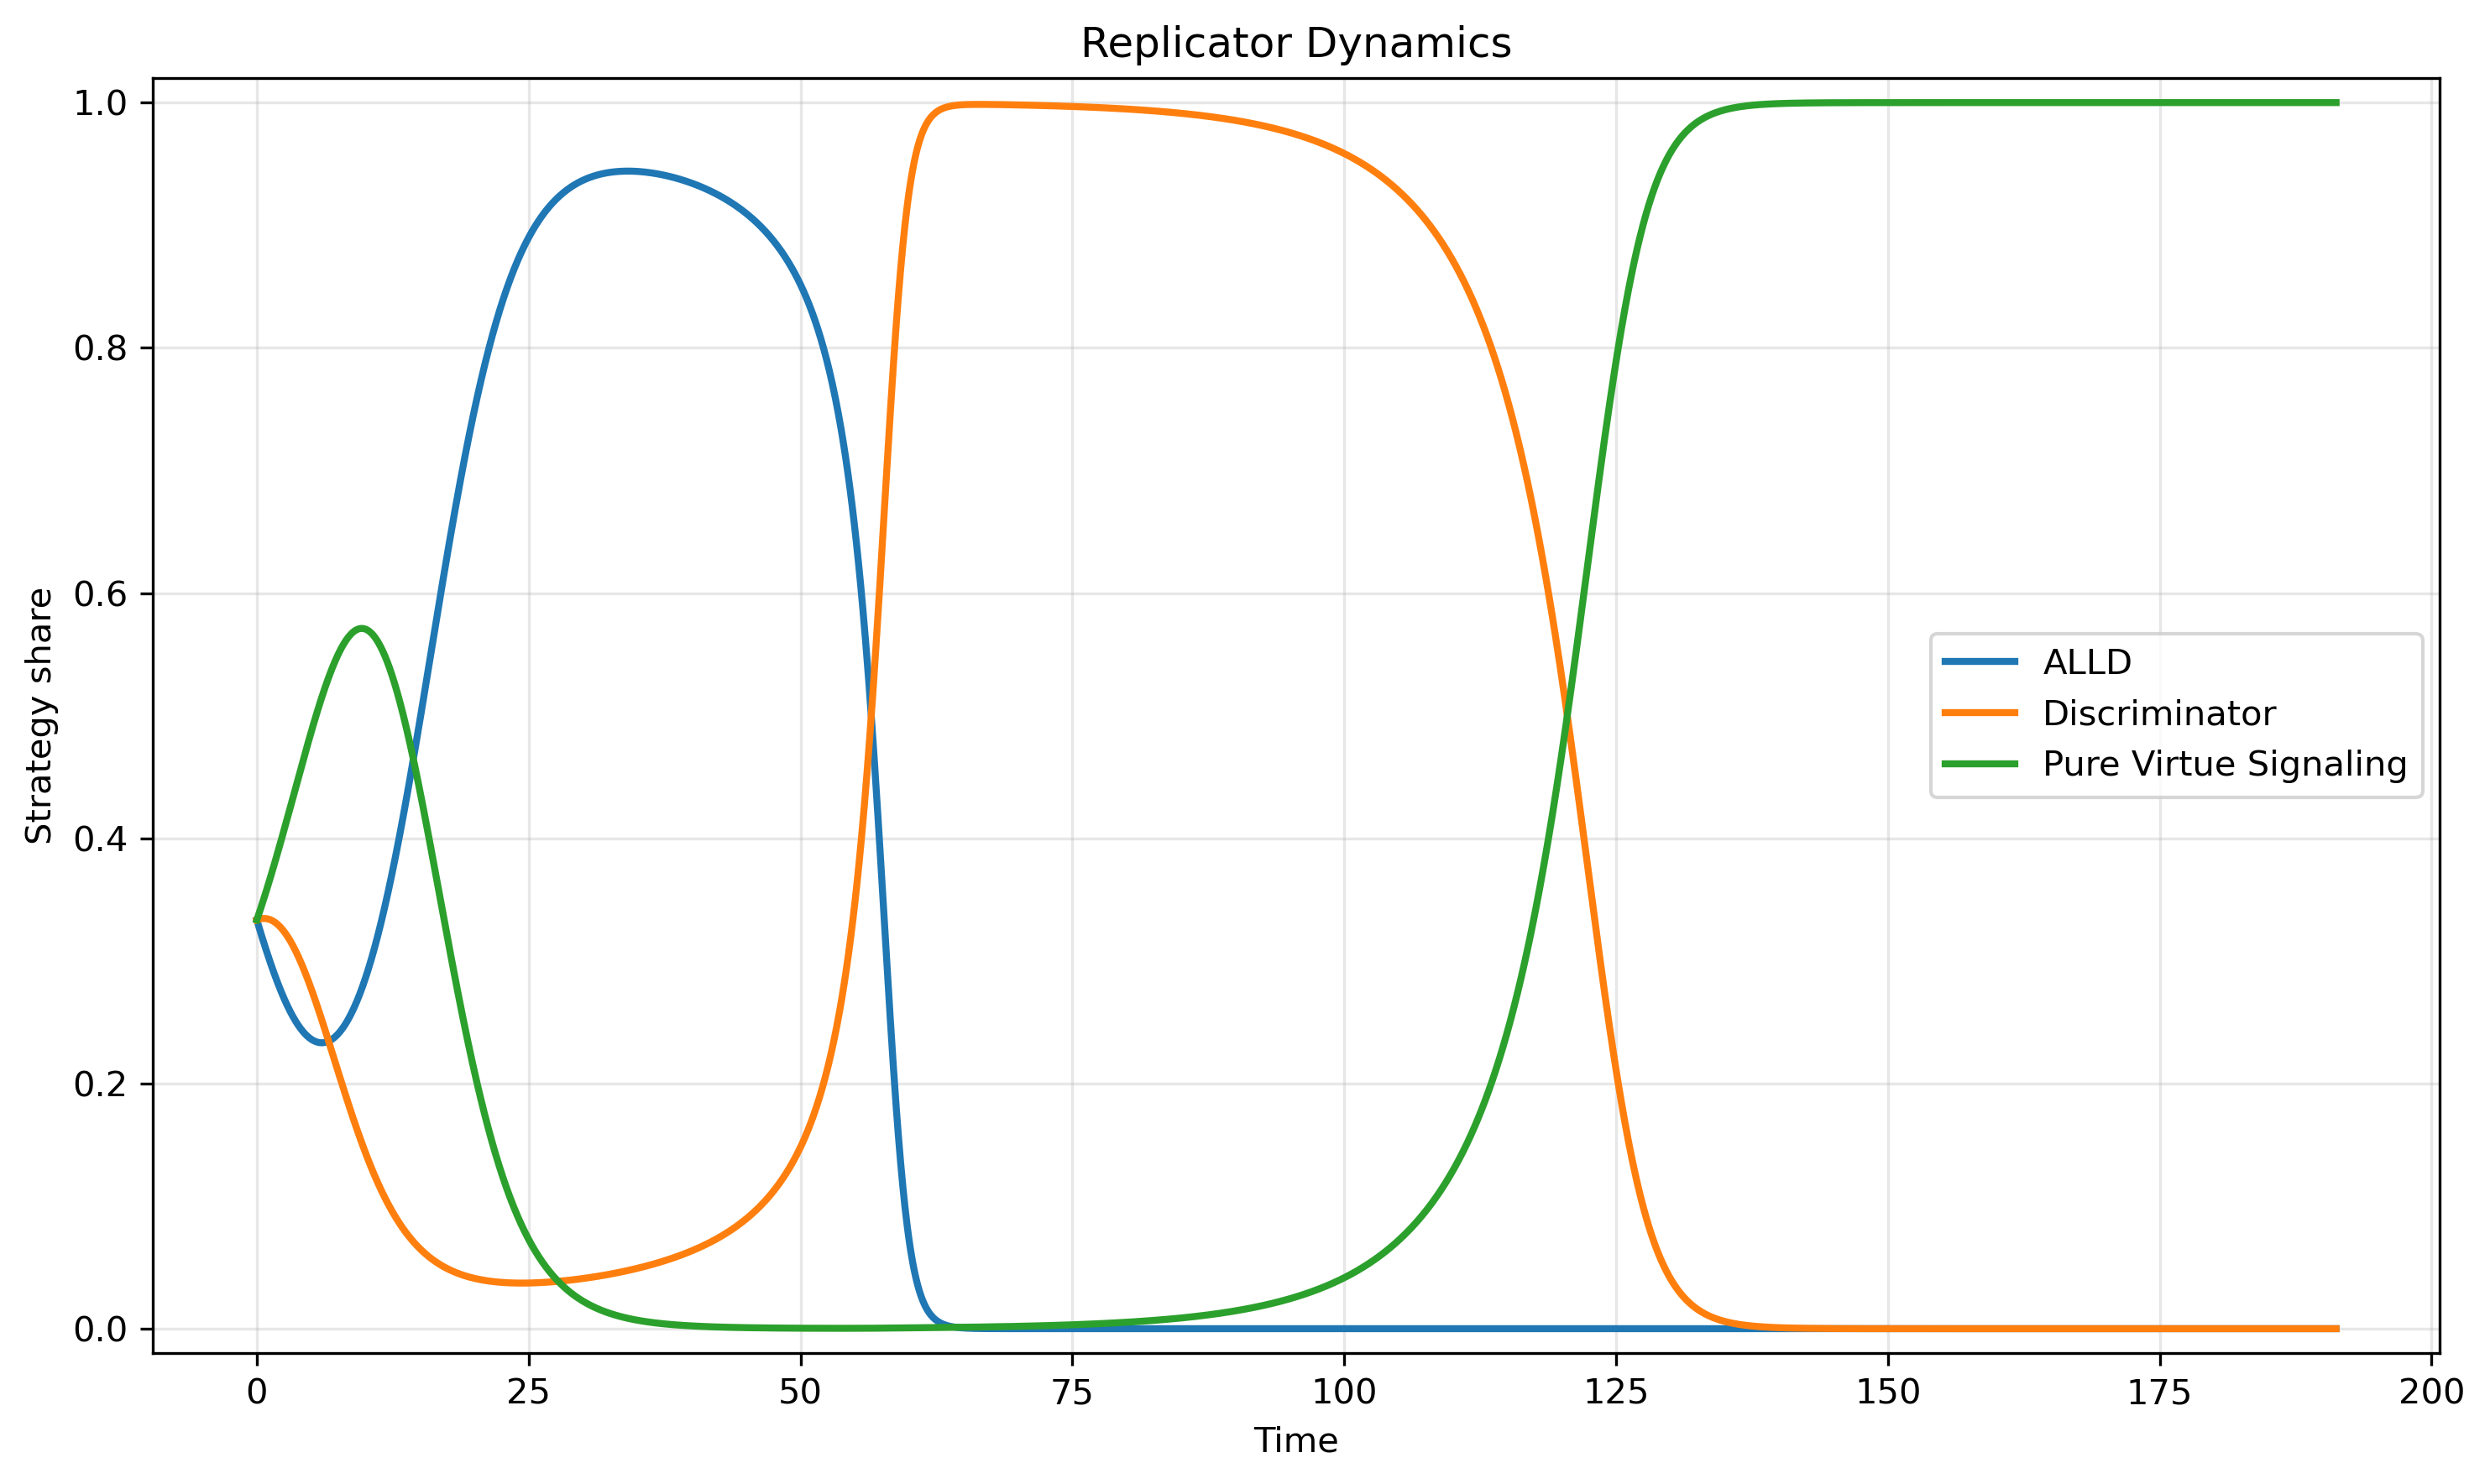 Replicator Dynamics
1.0
0.8
0.6
0.4
0.2
0.0
Strategy share
ALLD
Discriminator
Pure Virtue Signaling
0 25 50 75 100 125 150 175 200
Time